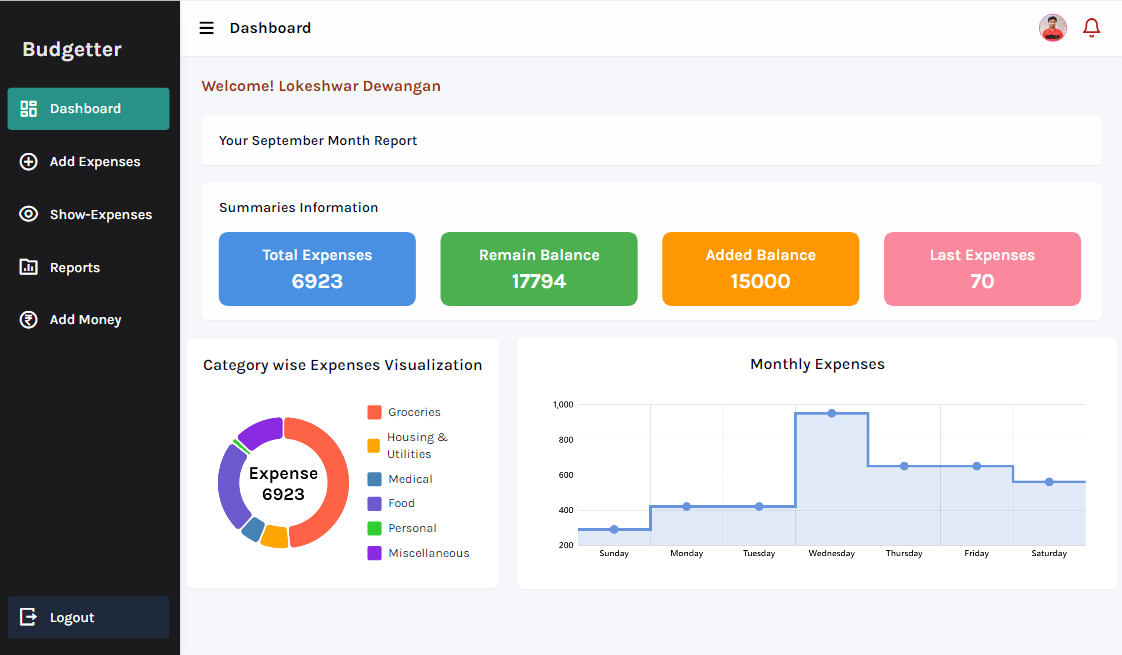 Budgetter
Dashboard
Add Expenses
Show-Expenses
Reports
Add Money
Logout
Dashboard
Welcome! Lokeshwar Dewangan
Your September Month Report
Summaries Information
Total Expenses
6923
Remain Balance
17794
Added Balance
15000
Last Expenses
70
Category wise Expenses Visualization
Expense
6923
Groceries
Housing &
Utilities
Medical
Food
Personal
Miscellaneous
Monthly Expenses
1,000
800
600
400
200
Sunday
Monday
Tuesday
Wednesday
Thursday
Friday
Saturday